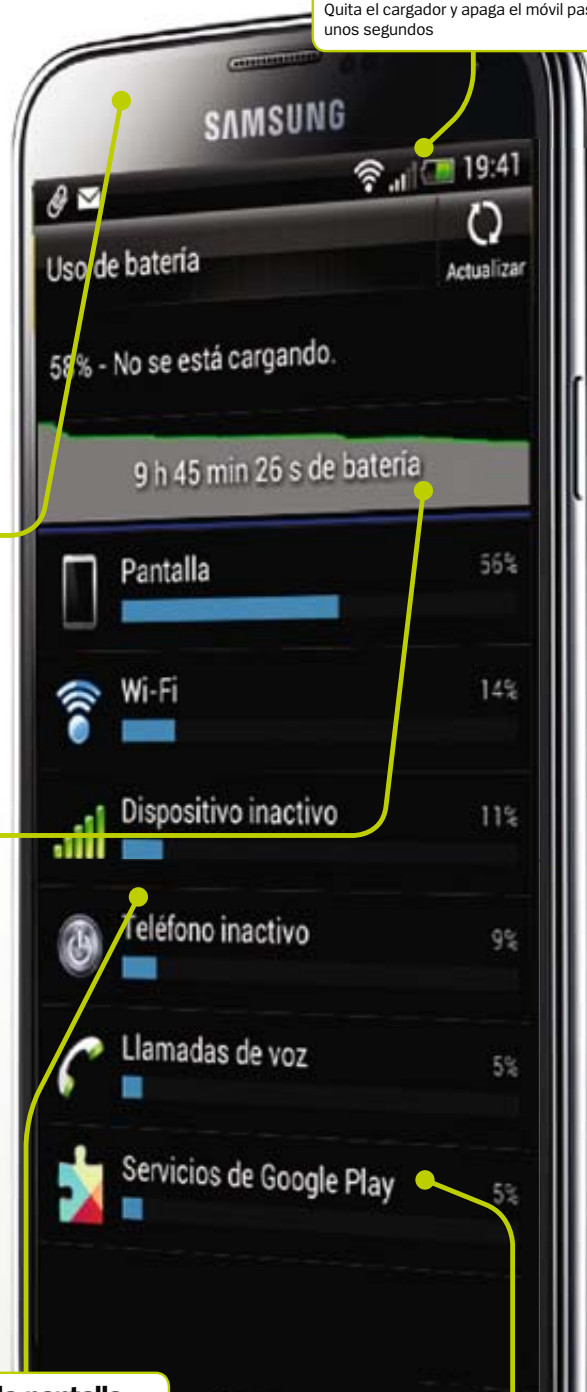 Quita el cargador y apaga el móvil
unos segundos
SAMSUNG
19:41
Uso de batería
Actualizar
58% - No se está cargando.
9 h 45 min 26 s de batería
Pantalla 56%
Wi-Fi 14%
Dispositivo inactivo 11%
Teléfono inactivo 9%
Llamadas de voz 5%
Servicios de Google Play 5%
pantalla